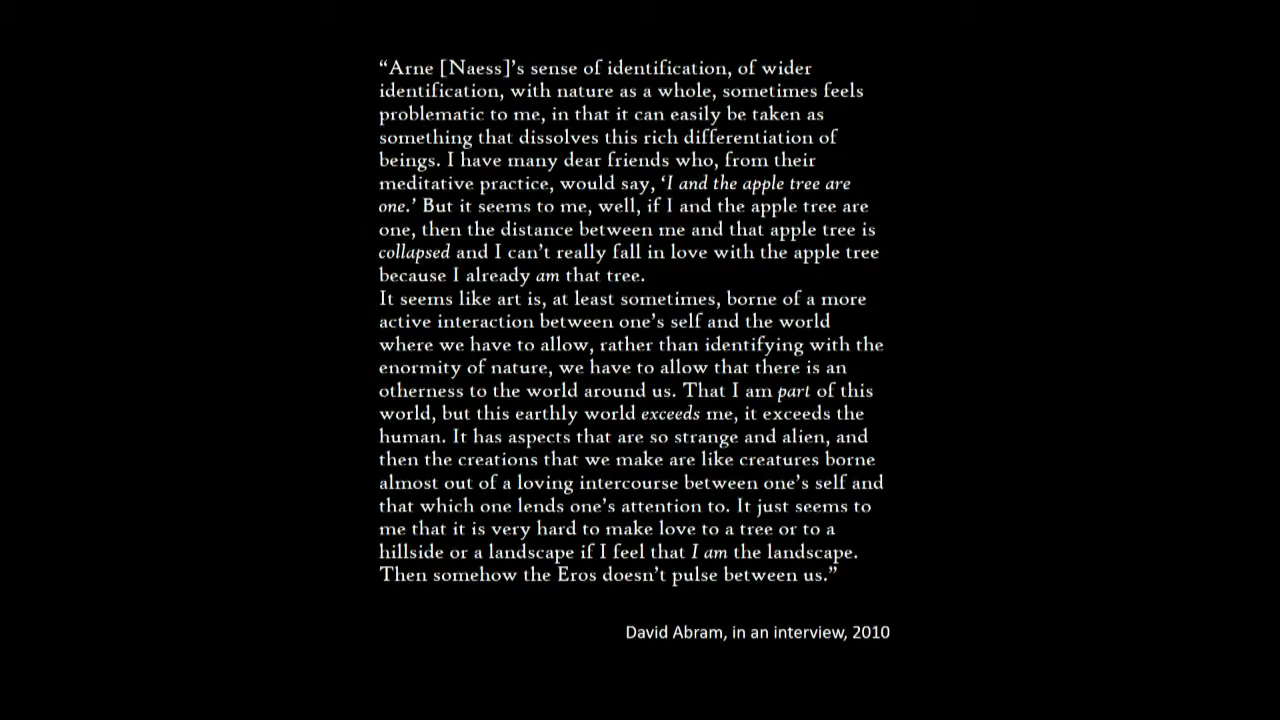 “Arne [Naess]’s sense of identification, of wider
identification, with nature as a whole, sometimes feels
problematic to me, in that it can easily be taken as
something that dissolves this rich differentiation of
beings. I have many dear friends who, from their
meditative practice, would say, ‘I and the apple tree are
one.’ But it seems to me, well, if I and the apple tree are
one, then the distance between me and that apple tree is
collapsed and I can’t really fall in love with the apple tree
because I already am that tree.
It seems like art is, at least sometimes, borne of a more
active interaction between one’s self and the world
where we have to allow, rather than identifying with the
enormity of nature, we have to allow that there is an
otherness to the world around us. That I am part of this
world, but this earthly world exceeds me, it exceeds the
human. It has aspects that are so strange and alien, and
then the creations that we make are like creatures borne
almost out of a loving intercourse between one’s self and
that which one lends one’s attention to. It just seems to
me that it is very hard to make love to a tree or to a
hillside or a landscape if I feel that I am the landscape.
Then somehow the Eros doesn’t pulse between us.”
David Abram, in an interview, 2010